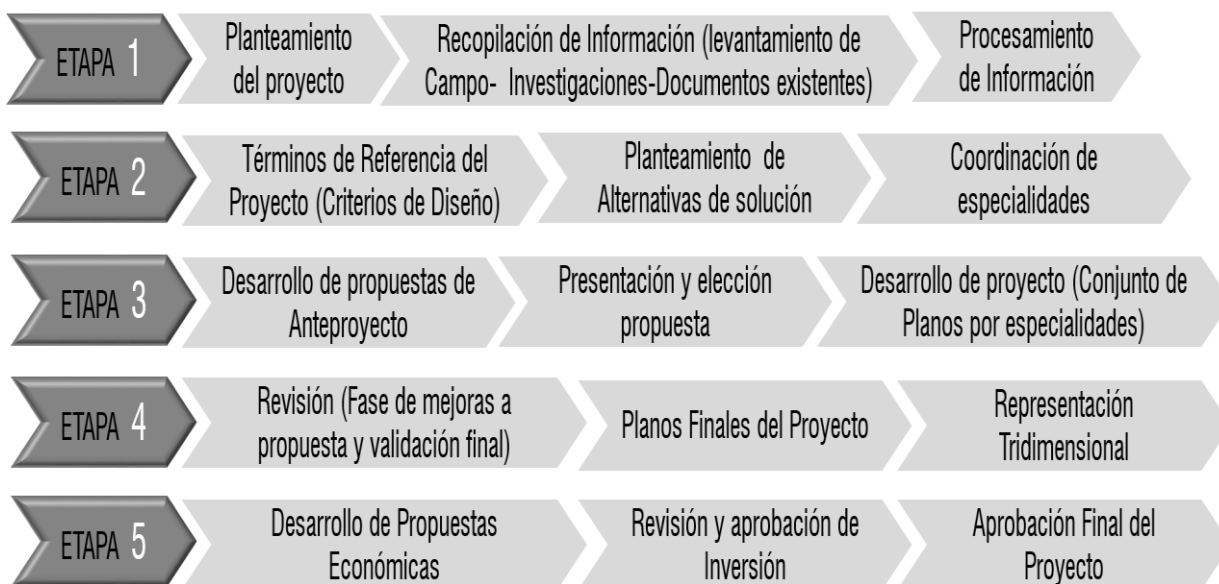 ETAPA 1
Planteamiento
del proyecto
Recopilación de Información (levantamiento de
Campo- Investigaciones-Documentos existentes)
Procesamiento
de Información
ETAPA 2
Términos de Referencia del
Proyecto (Criterios de Diseño)
Planteamiento de
Alternativas de solución
Coordinación de
especialidades
ETAPA 3
Desarrollo de propuestas de
Anteproyecto
Presentación y elección
propuesta
Desarrollo de proyecto (Conjunto de
Planos por especialidades)
ETAPA 4
Revisión (Fase de mejoras a
propuesta y validación final)
Planos Finales del Proyecto
Representación
Tridimensional
ETAPA 5
Desarrollo de Propuestas
Económicas
Revisión y aprobación de
Inversión
Aprobación Final del
Proyecto